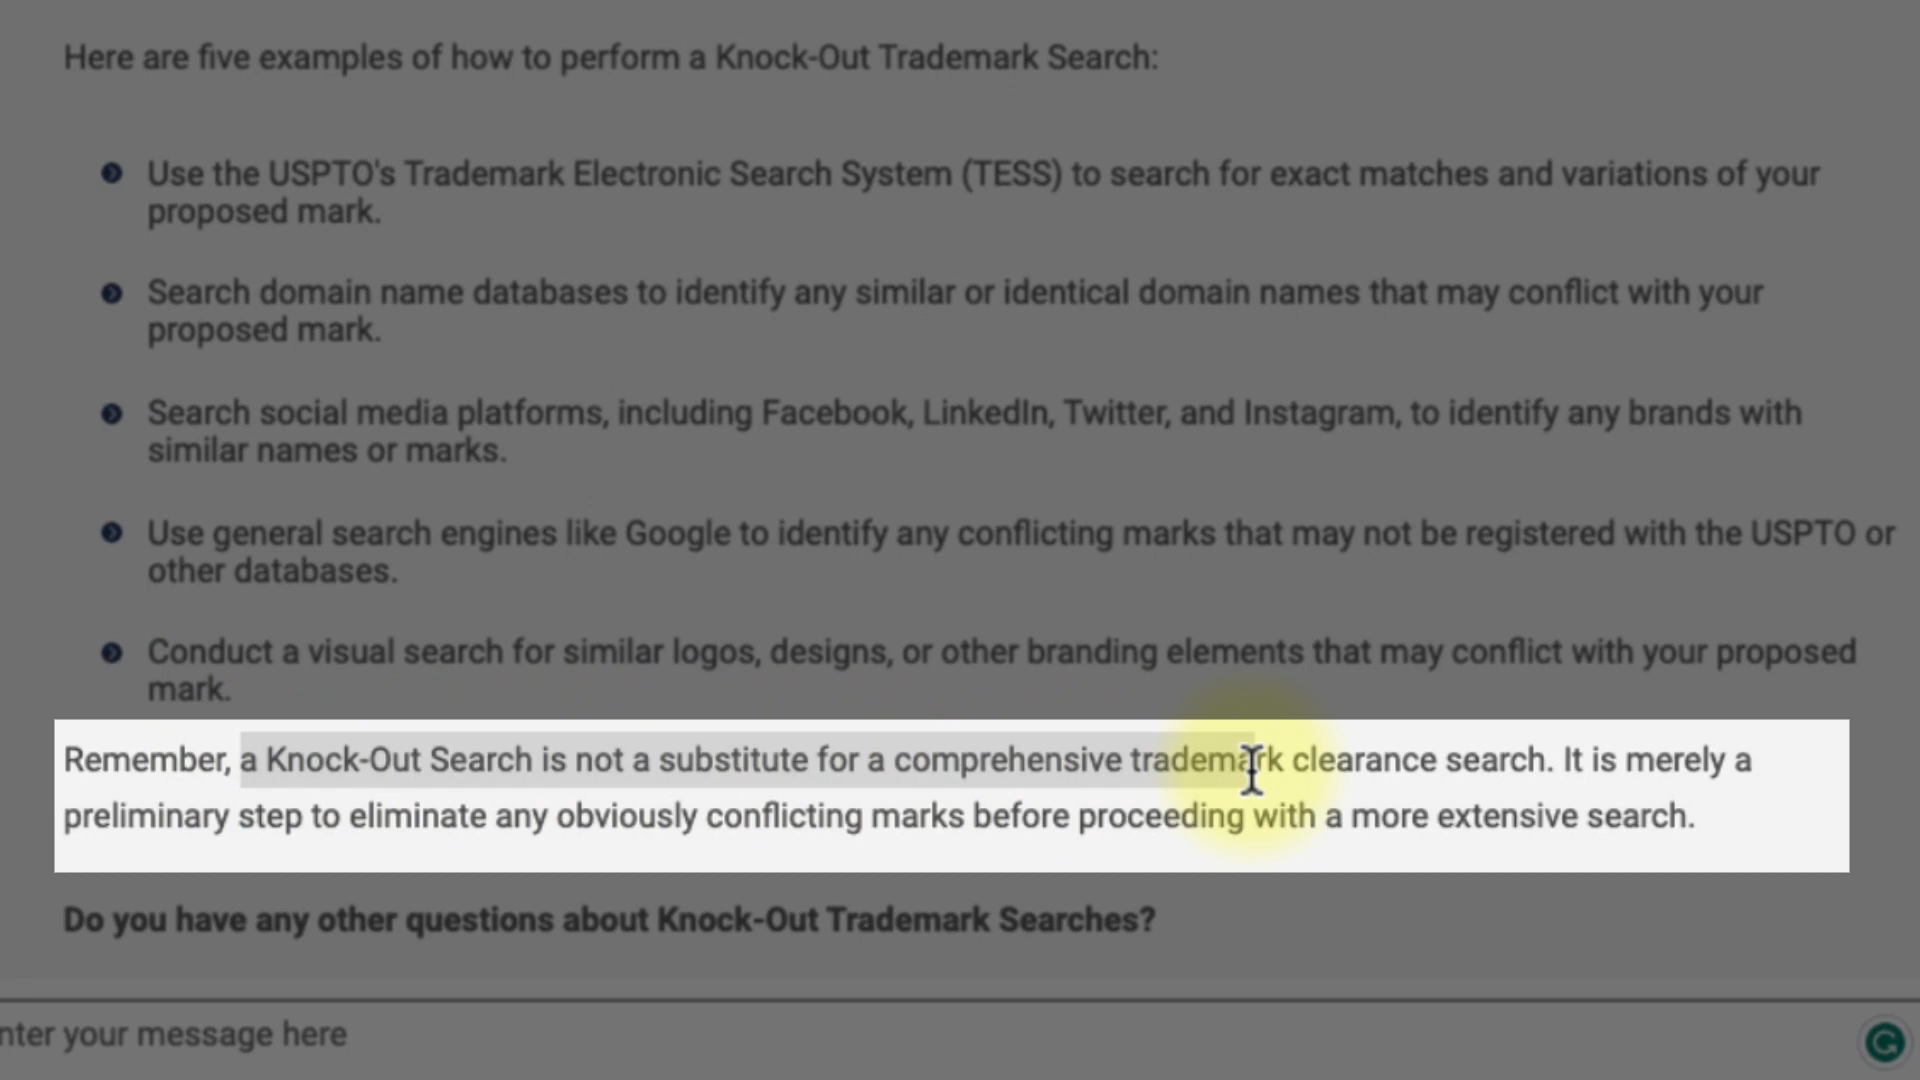 Here are five examples of how to perform a Knock-Out Trademark Search:
Use the USPTO's Trademark Electronic Search System (TESS) to search for exact matches and variations of your
proposed mark.
Search domain name databases to identify any similar or identical domain names that may conflict with your
proposed mark.
Search social media platforms, including Facebook, LinkedIn, Twitter, and Instagram, to identify any brands with
similar names or marks.
Use general search engines like Google to identify any conflicting marks that may not be registered with the USPTO or
other databases.
Conduct a visual search for similar logos, designs, or other branding elements that may conflict with your proposed
mark.
Remember, a Knock-Out Search is not a substitute for a comprehensive trademark clearance search. It is merely a
preliminary step to eliminate any obviously conflicting marks before proceeding with a more extensive search.
Do you have any other questions about Knock-Out Trademark Searches?
nter your message here